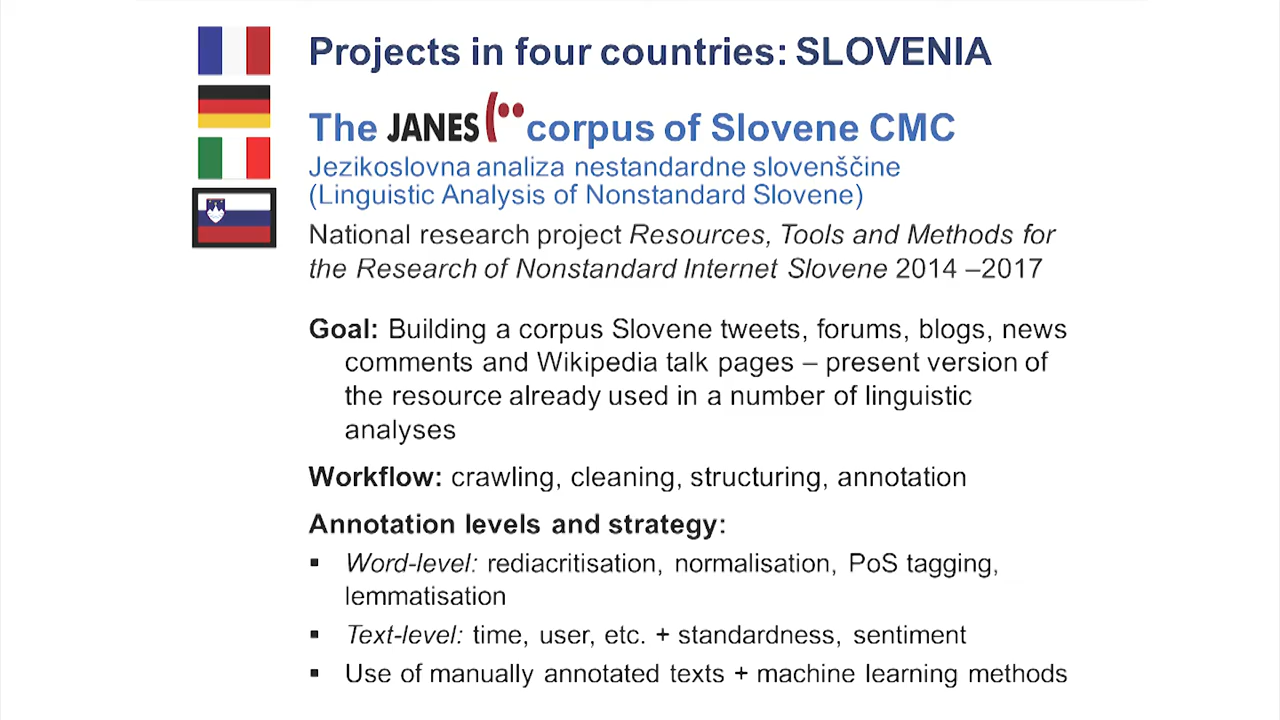 Projects in four countries: SLOVENIA
The JANES corpus of Slovene CMC
Jezikoslovna analiza nestandardne slovenščine
(Linguistic Analysis of Nonstandard Slovene)
National research project Resources, Tools and Methods for
the Research of Nonstandard Internet Slovene 2014 –2017
Goal: Building a corpus Slovene tweets, forums, blogs, news
comments and Wikipedia talk pages – present version of
the resource already used in a number of linguistic
analyses
Workflow: crawling, cleaning, structuring, annotation
Annotation levels and strategy:
▪ Word-level: rediacritisation, normalisation, PoS tagging,
lemmatisation
▪ Text-level: time, user, etc. + standardness, sentiment
▪ Use of manually annotated texts + machine learning methods